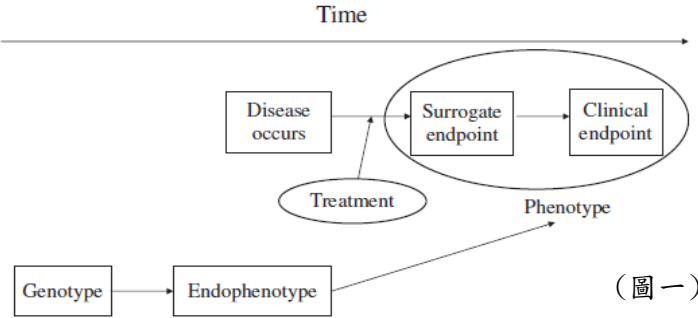 Time
Disease
occurs
Surrogate
endpoint
Clinical
endpoint
Treatment
Phenotype
Genotype
Endophenotype
(圖一)